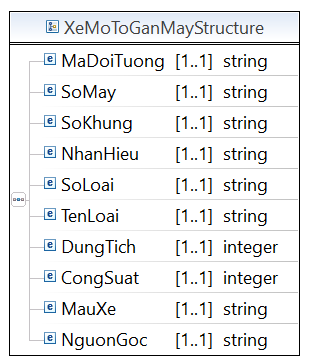 XeMoToGanMayStructure
MaDoiTuong [1..1] string
SoMay [1..1] string
SoKhung [1..1] string
NhanHieu [1..1] string
SoLoai [1..1] string
TenLoai [1..1] string
DungTich [1..1] integer
CongSuat [1..1] integer
MauXe [1..1] string
NguonGoc [1..1] string